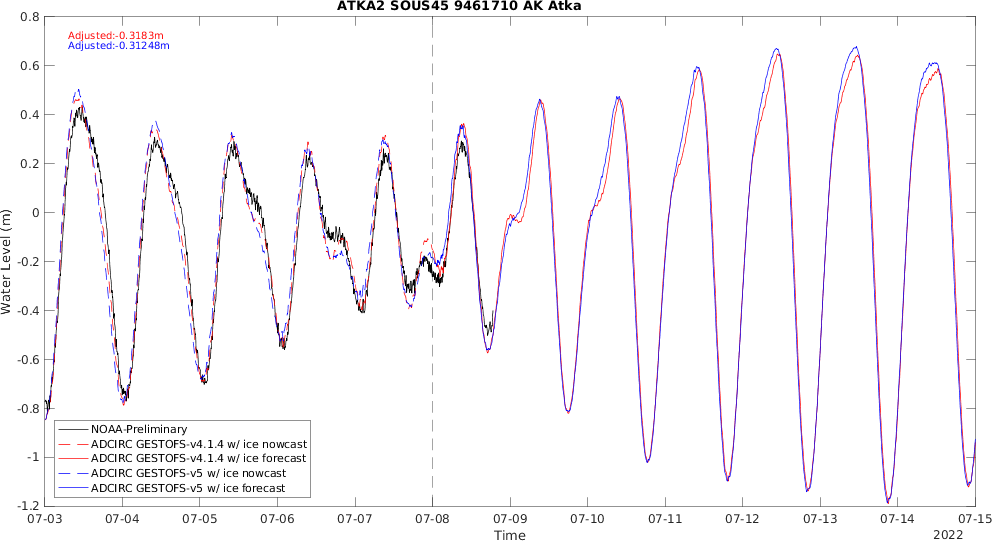 ATKA2 SOUS45 9461710 AK Atka
Adjusted:-0.3183m
Adjusted:-0.31248m
0.8
0.6
0.4
0.2
0
-0.2
-0.4
-0.6
-0.8
-1
-1.2
Water Level (m)
NOAA-Preliminary
ADCIRC GESTOFS-v4.1.4 w/ ice nowcast
ADCIRC GESTOFS-v4.1.4 w/ ice forecast
ADCIRC GESTOFS-v5 w/ ice nowcast
ADCIRC GESTOFS-v5 w/ ice forecast
07-03 07-04 07-05 07-06 07-07 07-08 07-09 07-10 07-11 07-12 07-13 07-14 07-15
Time
2022